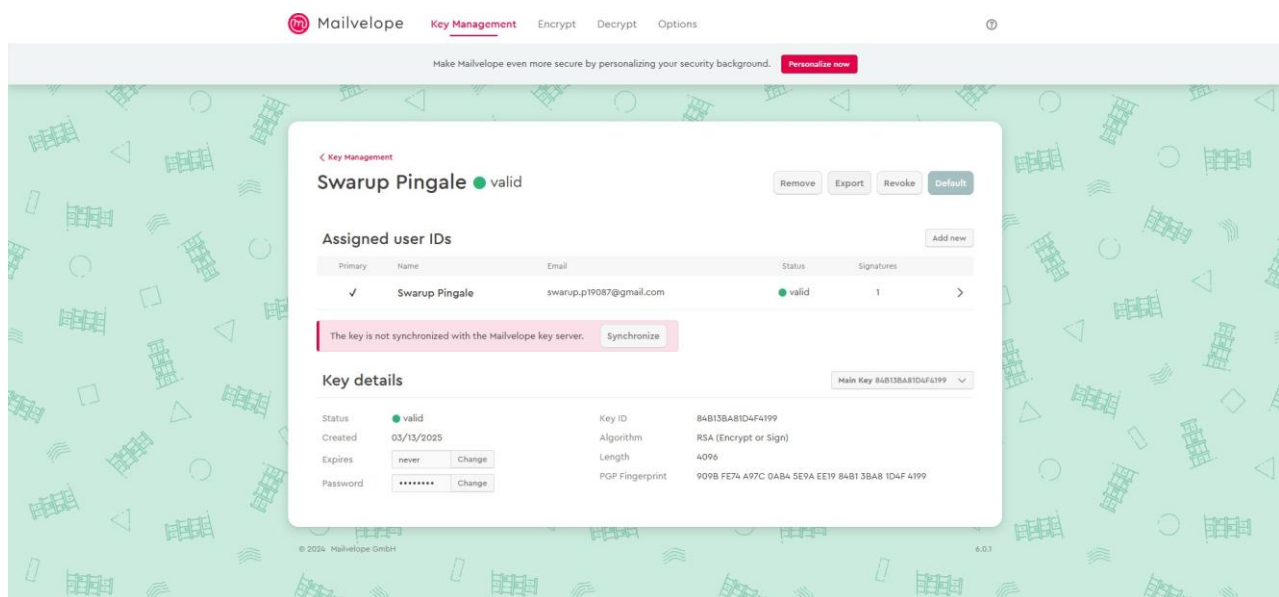 Mailvelope Key Management Encrypt Decrypt Options
Make Mailvelope even more secure by personalizing your security background. Personalize now
Key Management
Swarup Pingale valid Remove Export Revoke Default
Assigned user IDs Add new
Primary Name Email Status Signatures
Swarup Pingale swarup.p19087@gmail.com valid 1
The key is not synchronized with the Mailvelope key server. Synchronize
Key details Main Key 84B13BA81D4F4199
Status valid Key ID 84B13BA81D4F4199
Created 03/13/2025 Algorithm RSA (Encrypt or Sign)
Expires never Change Length 4096
Password •••••••• Change PGP Fingerprint 909B FE74 A97C 0AB4 5E9A EE19 84B1 3BA8 1D4F 4199
© 2024 Mailvelope GmbH 6.0.1